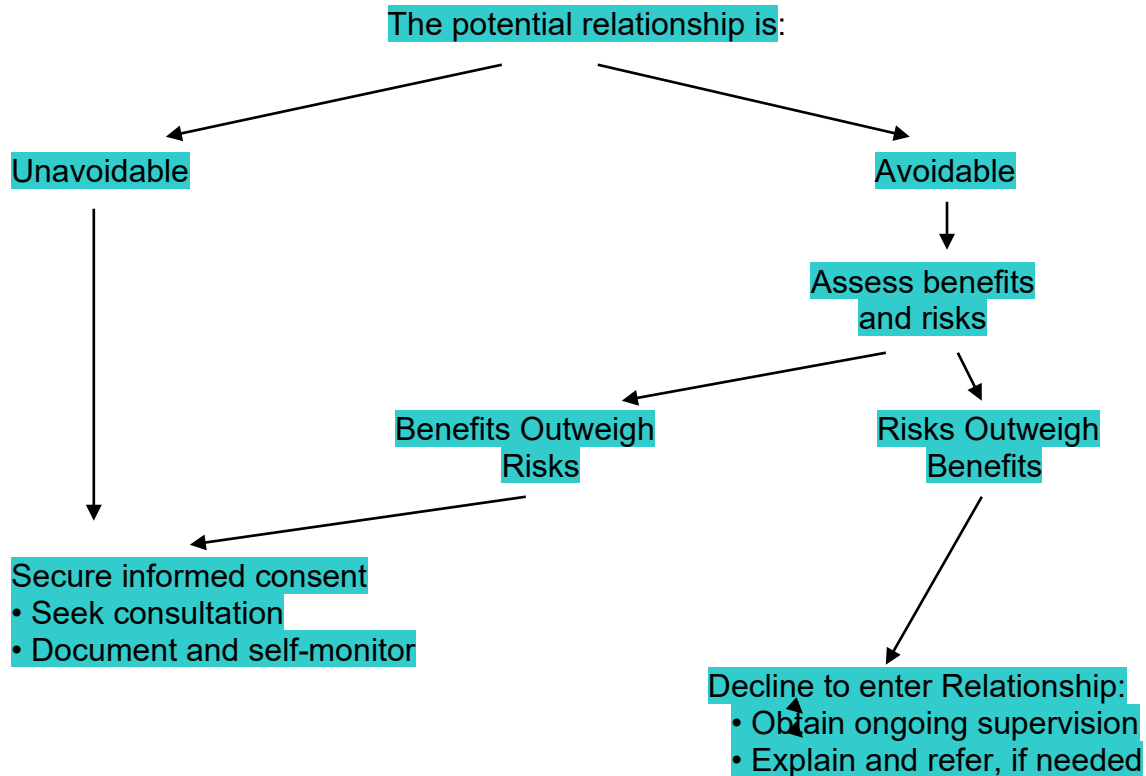 The potential relationship is:
Unavoidable
Avoidable
Assess benefits
and risks
Benefits Outweigh
Risks
Risks Outweigh
Benefits
Secure informed consent
• Seek consultation
• Document and self-monitor
Decline to enter Relationship:
• Obtain ongoing supervision
• Explain and refer, if needed